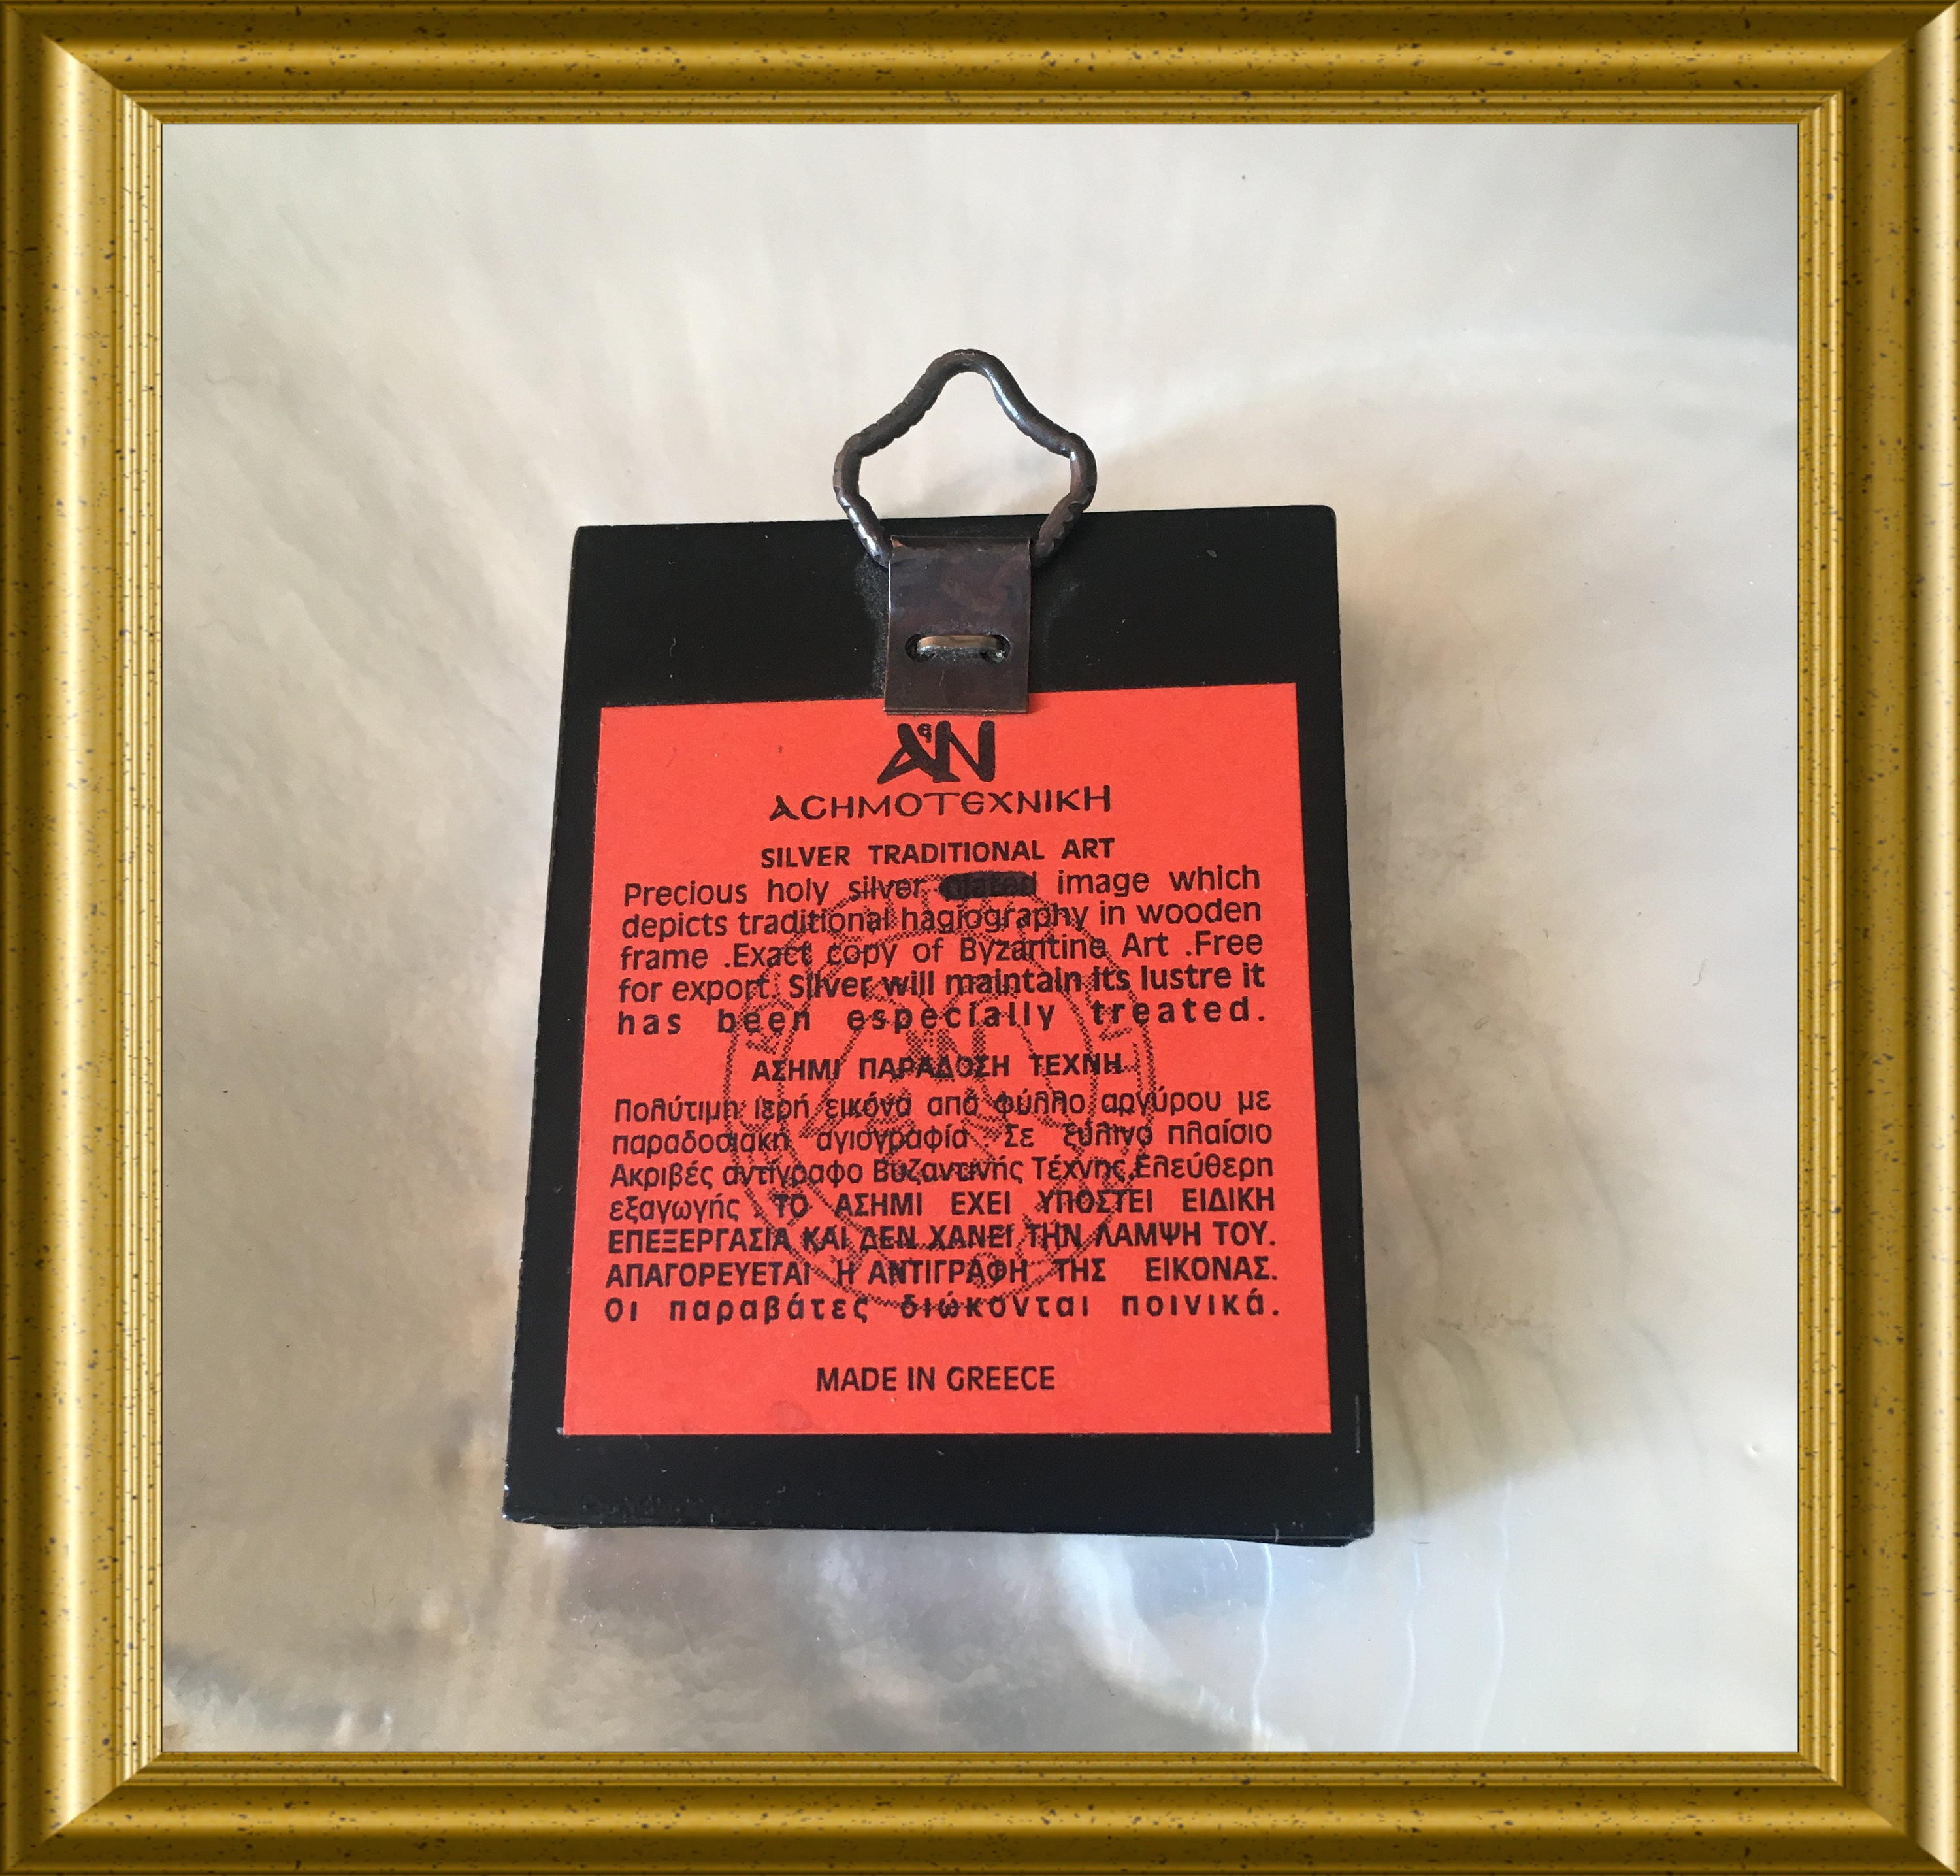 A&N
ΑCΗΜΟΤΕΧΝΙΚΗ
SILVER TRADITIONAL ART
Precious holy silver plated image which
depicts traditional hagiography in wooden
frame .Exact copy of Byzantine Art .Free
for export. Silver will maintain its lustre it
has been especially treated.
ΑΣΗΜΙ ΠΑΡΑΔΟΣΗ ΤΕΧΝΗ
Πολύτιμη ιερή εικόνα από φύλλο αργύρου με
παραδοσιακή αγιογραφία . Σε ξύλινο πλαίσιο
Ακριβές αντίγραφο Βυζαντινής Τέχνης.Ελεύθερη
εξαγωγής . ΤΟ ΑΣΗΜΙ ΕΧΕΙ ΥΠΟΣΤΕΙ ΕΙΔΙΚΗ
ΕΠΕΞΕΡΓΑΣΙΑ ΚΑΙ ΔΕΝ ΧΑΝΕΙ ΤΗΝ ΛΑΜΨΗ ΤΟΥ.
ΑΠΑΓΟΡΕΥΕΤΑΙ Η ΑΝΤΙΓΡΑΦΗ ΤΗΣ ΕΙΚΟΝΑΣ.
Οι παραβάτες διώκονται ποινικά.
MADE IN GREECE